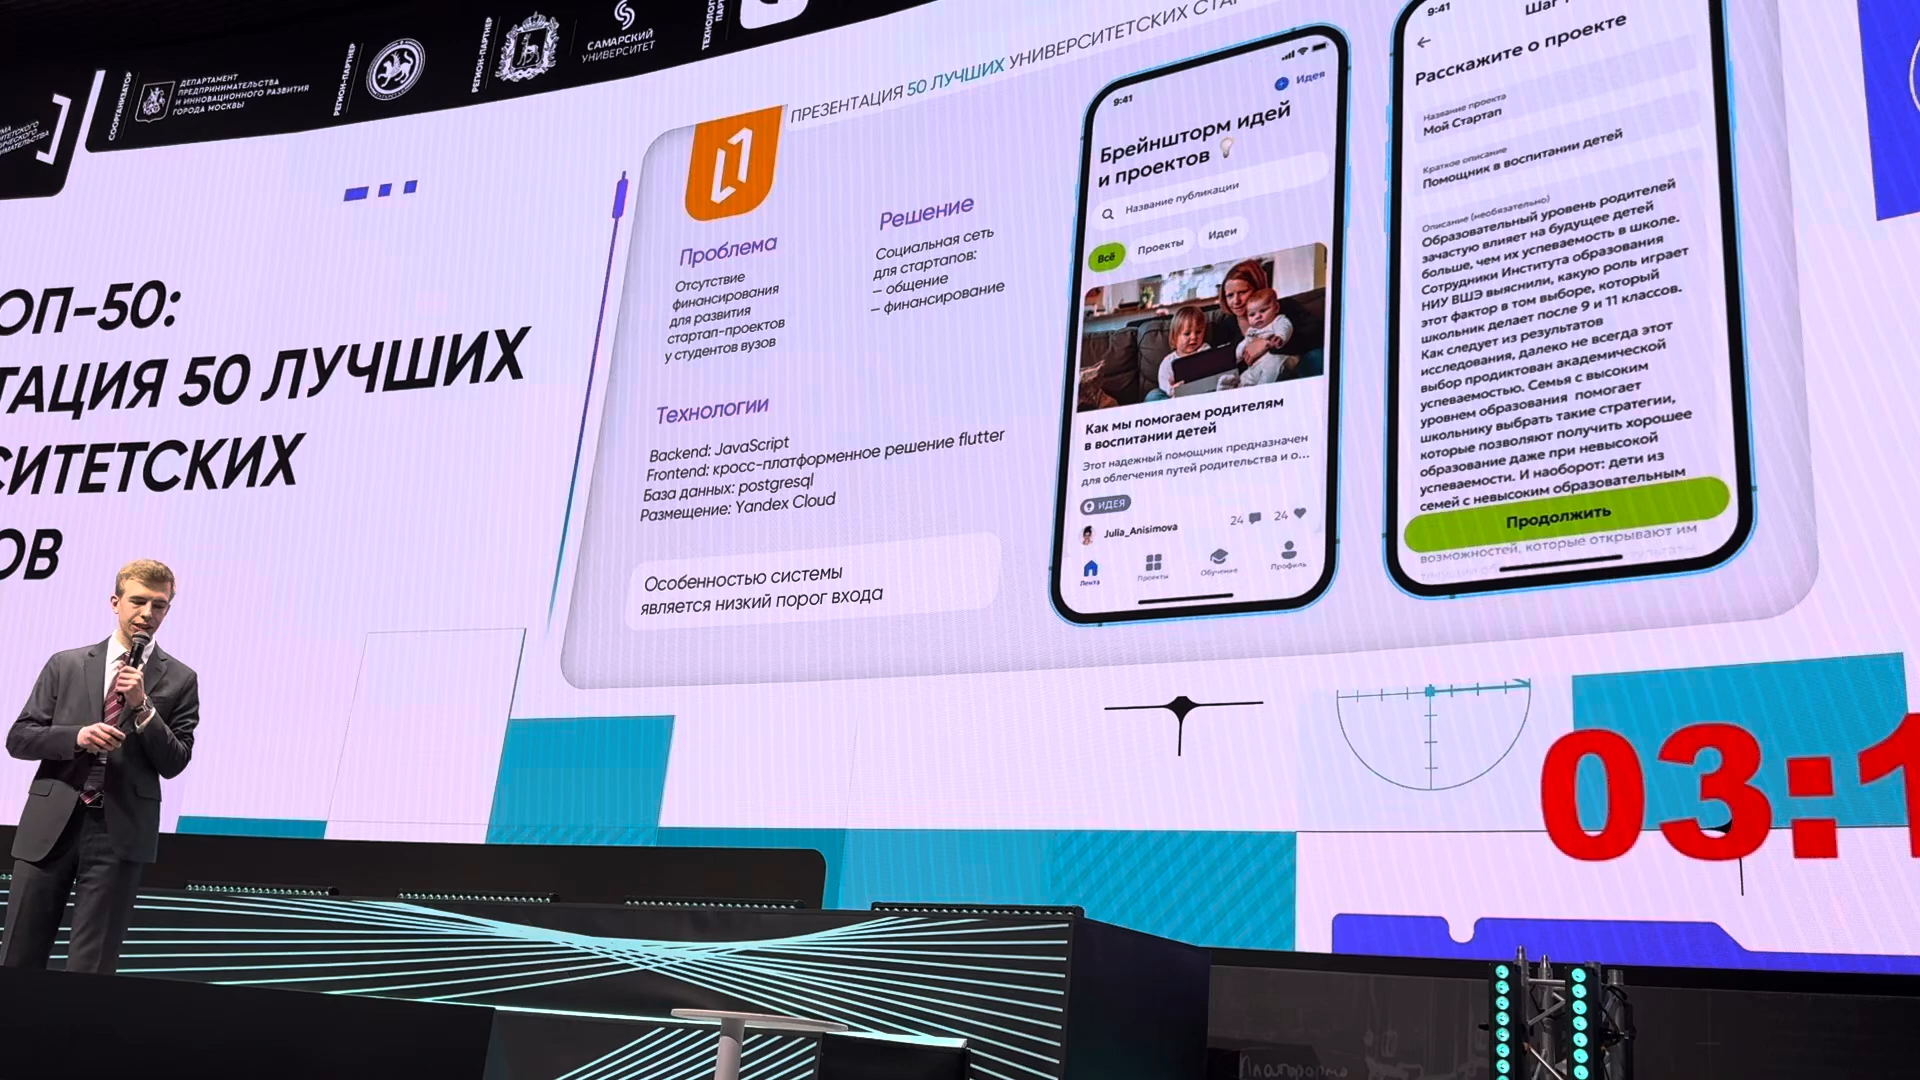 СООРГАНИЗАТОР
ДЕПАРТАМЕНТ
ПРЕДПРИНИМАТЕЛЬСТВА
И ИННОВАЦИОННОГО РАЗВИТИЯ
ГОРОДА МОСКВЫ
РЕГИОН-ПАРТНЕР
РЕГИОН-ПАРТНЕР
САМАРСКИЙ
УНИВЕРСИТЕТ
ОП-50:
ТАЦИЯ 50 ЛУЧШИХ
СИТЕТСКИХ
ОВ
ПРЕЗЕНТАЦИЯ 50 ЛУЧШИХ УНИВЕРСИТЕТСКИХ СТА
Проблема
Отсутствие
финансирования
для развития
стартап-проектов
у студентов вузов
Решение
Социальная сеть
для стартапов:
— общение
— финансирование
Технологии
Backend: JavaScript
Frontend: кросс-платформенное решение flutter
База данных: postgresql
Размещение: Yandex Cloud
Особенностью системы
является низкий порог входа
9:41
Идея
Брейншторм идей
и проектов
Название публикации
Всё
Проекты
Идеи
Как мы помогаем родителям
в воспитании детей
Этот надежный помощник предназначен
для облегчения путей родительства и о...
ИДЕЯ
Julia_Anisimova
24
24
Лента
Проекты
Обучение
Профиль
9:41
Шаг
Расскажите о проекте
Название проекта
Мой Стартап
Краткое описание
Помощник в воспитании детей
Описание (необязательно)
Образовательный уровень родителей
зачастую влияет на будущее детей
больше, чем их успеваемость в школе.
Сотрудники Института образования
НИУ ВШЭ выяснили, какую роль играет
этот фактор в том выборе, который
школьник делает после 9 и 11 классов.
Как следует из результатов
исследования, далеко не всегда этот
выбор продиктован академической
успеваемостью. Семья с высоким
уровнем образования помогает
школьнику выбрать такие стратегии,
которые позволяют получить хорошее
образование даже при невысокой
успеваемости. И наоборот: дети из
семей с невысоким образовательным
Продолжить
возможностей, которые открывают им
03:1